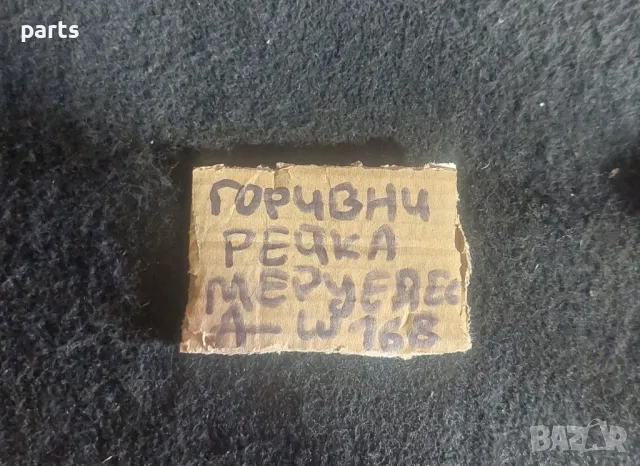 parts
ГОРИВНИ
РЕЙКА
МЕРЦЕДЕС
А-W168
BAZAR